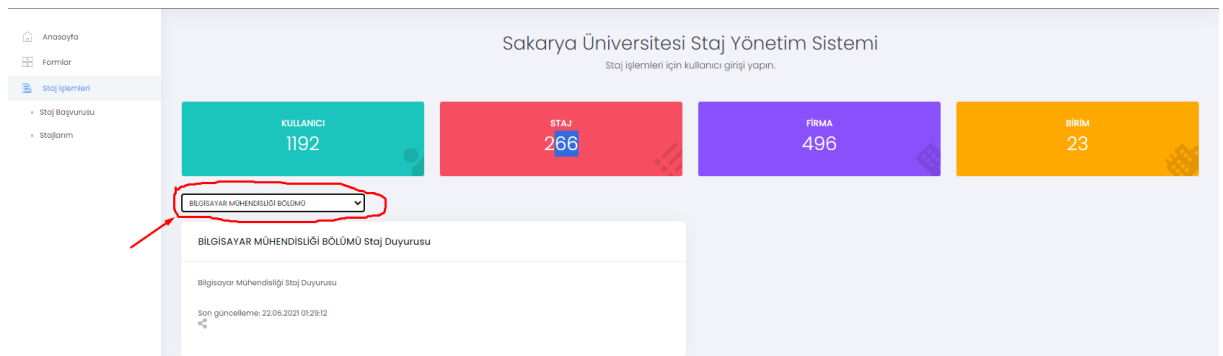 Anasayfa
Formlar
Staj İşlemleri
Staj Başvurusu
Stajlarım
Sakarya Üniversitesi Staj Yönetim Sistemi
Staj işlemleri için kullanıcı girişi yapın.
KULLANICI
1192
STAJ
266
FİRMA
496
BİRİM
23
BİLGİSAYAR MÜHENDİSLİĞİ BÖLÜMÜ
BİLGİSAYAR MÜHENDİSLİĞİ BÖLÜMÜ Staj Duyurusu
Bilgisayar Mühendisliği Staj Duyurusu
Son güncelleme: 22.06.2021 01:29:12